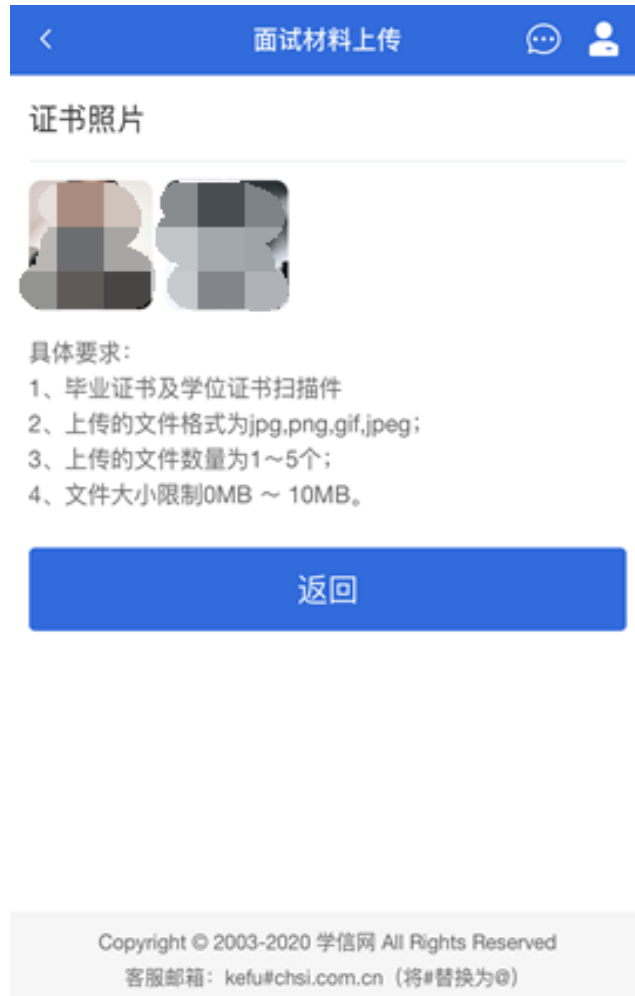 面试材料上传
证书照片
具体要求：
1、毕业证书及学位证书扫描件
2、上传的文件格式为jpg,png,gif,jpeg；
3、上传的文件数量为1～5个；
4、文件大小限制0MB ～ 10MB。
返回
Copyright © 2003-2020 学信网 All Rights Reserved
客服邮箱：kefu#chsi.com.cn（将#替换为@）